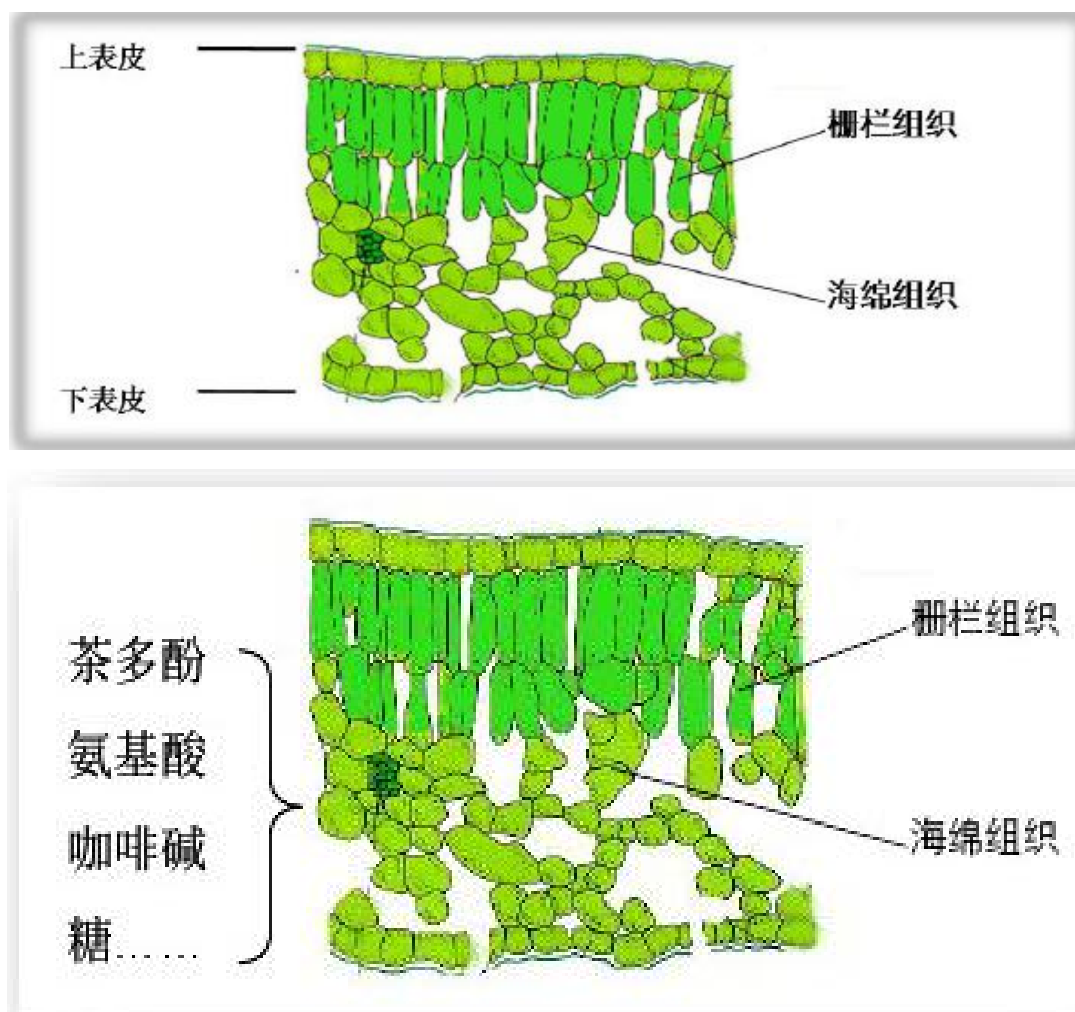 上表皮
栅栏组织
海绵组织
下表皮
茶多酚
氨基酸
咖啡碱
糖……
栅栏组织
海绵组织